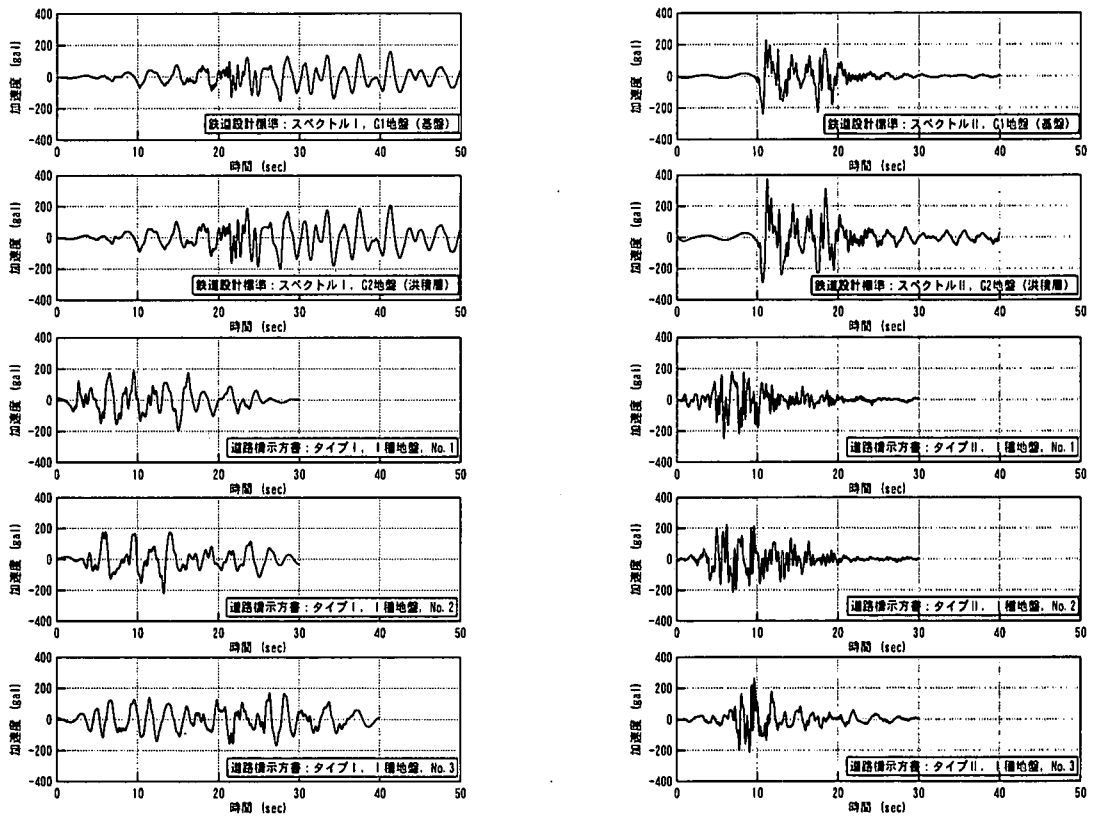 400
200
0
-200
-400
加速度 (gal)
鉄道設計標準:スペクトルI, G1地盤 (基盤)
0 10 20 30 40 50
時間 (sec)
400
200
0
-200
-400
加速度 (gal)
鉄道設計標準:スペクトルII, G1地盤 (基盤)
0 10 20 30 40 50
時間 (sec)
400
200
0
-200
-400
加速度 (gal)
鉄道設計標準:スペクトルI, G2地盤 (洪積層)
0 10 20 30 40 50
時間 (sec)
400
200
0
-200
-400
加速度 (gal)
鉄道設計標準:スペクトルII, G2地盤 (洪積層)
0 10 20 30 40 50
時間 (sec)
400
200
0
-200
-400
加速度 (gal)
道路橋示方書:タイプI, I種地盤, No.1
0 10 20 30 40 50
時間 (sec)
400
200
0
-200
-400
加速度 (gal)
道路橋示方書:タイプII, I種地盤, No.1
0 10 20 30 40 50
時間 (sec)
400
200
0
-200
-400
加速度 (gal)
道路橋示方書:タイプI, I種地盤, No.2
0 10 20 30 40 50
時間 (sec)
400
200
0
-200
-400
加速度 (gal)
道路橋示方書:タイプII, I種地盤, No.2
0 10 20 30 40 50
時間 (sec)
400
200
0
-200
-400
加速度 (gal)
道路橋示方書:タイプI, I種地盤, No.3
0 10 20 30 40 50
時間 (sec)
400
200
0
-200
-400
加速度 (gal)
道路橋示方書:タイプII, I種地盤, No.3
0 10 20 30 40 50
時間 (sec)